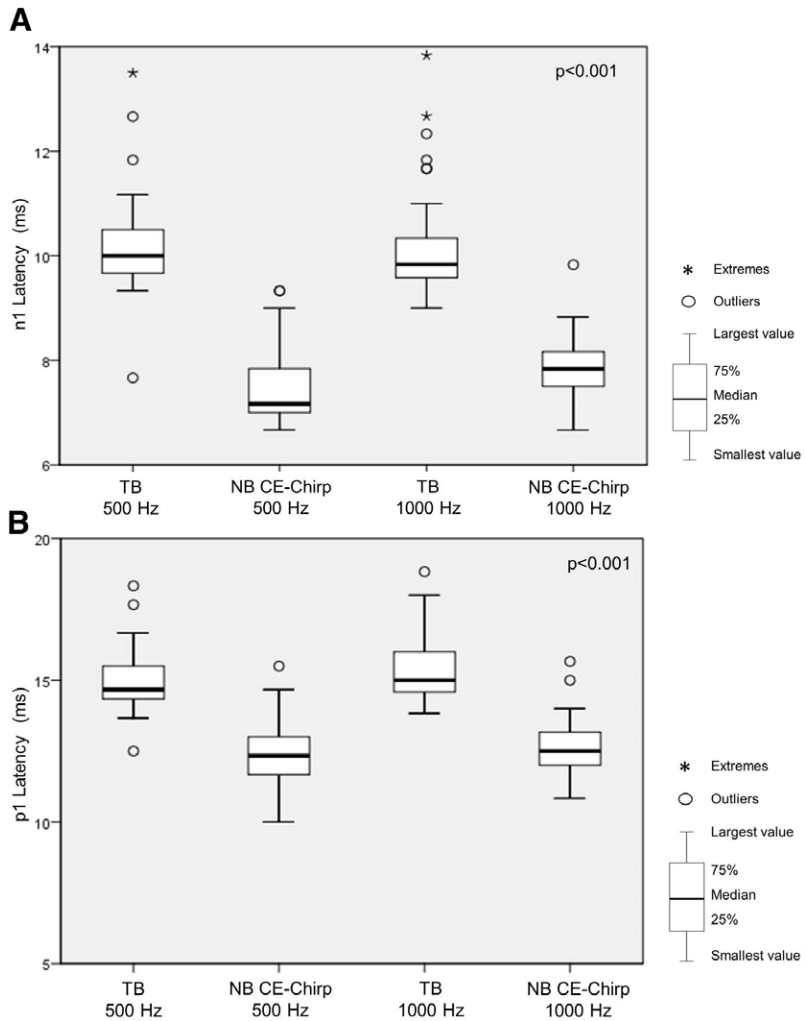 A
14
12
10
8
6
n1 Latency (ms)
p<0.001
TB
500 Hz
NB CE-Chirp
500 Hz
TB
1000 Hz
NB CE-Chirp
1000 Hz
* Extremes
Outliers
Largest value
75%
Median
25%
Smallest value
B
20
15
10
5
p1 Latency (ms)
p<0.001
TB
500 Hz
NB CE-Chirp
500 Hz
TB
1000 Hz
NB CE-Chirp
1000 Hz
* Extremes
Outliers
Largest value
75%
Median
25%
Smallest value